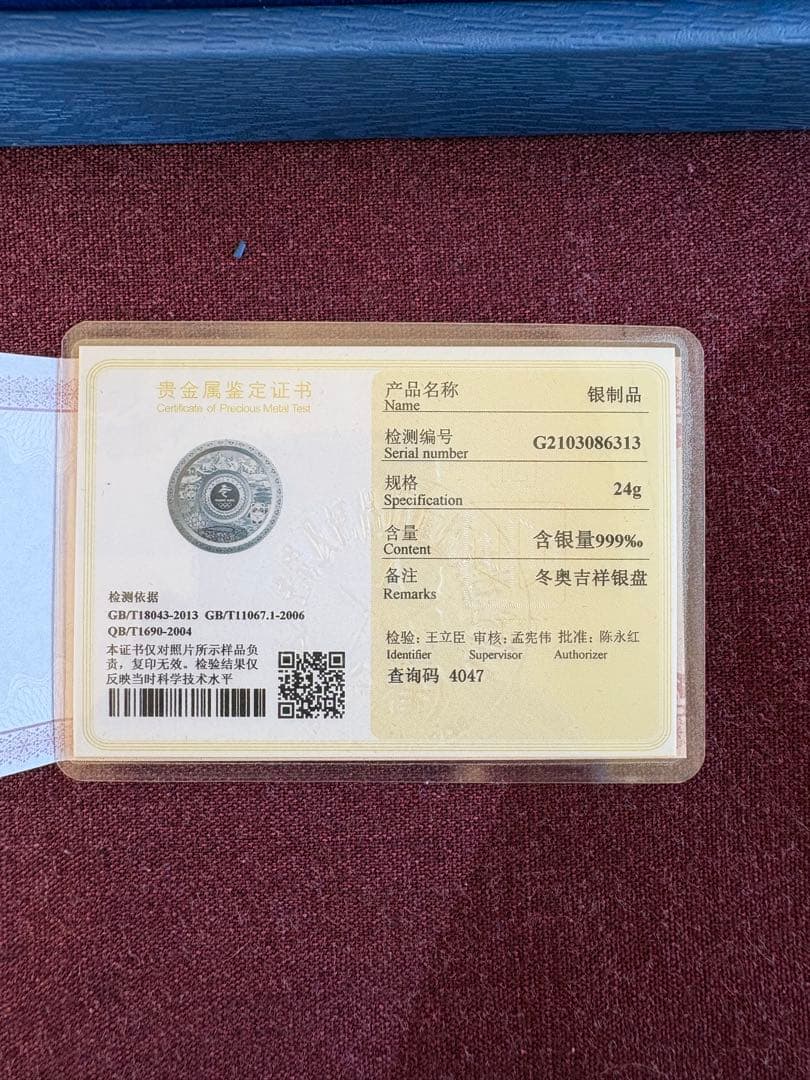 贵金属鉴定证书
Certificate of Precious Metal Test
检测依据
GB/T18043-2013 GB/T11067.1-2006
QB/T1690-2004
本证书仅对照片所示样品负
责，复印无效。检验结果仅
反映当时科学技术水平
产品名称 银制品
Name
检测编号 G2103086313
Serial number
规格 24g
Specification
含量 含银量999‰
Content
备注 冬奥吉祥银盘
Remarks
检验：王立臣 审核：孟宪伟 批准：陈永红
Identifier Supervisor Authorizer
查询码 4047